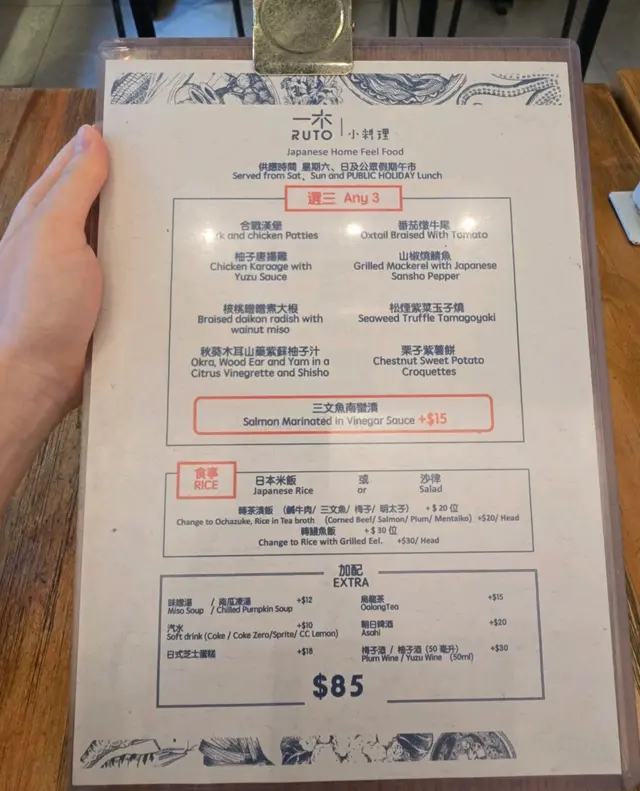 一木
RUTO 小料理
Japanese Home Feel Food
供應時間 星期六、日及公眾假期午市
Served from Sat、Sun and PUBLIC HOLIDAY Lunch
選三 Any 3
合戰漢堡
and chicken Patties
番茄燉牛尾
Oxtail Braised With Tomato
柚子唐揚雞
Chicken Karaage with
Yuzu Sauce
山椒燒鯖魚
Grilled Mackerel with Japanese
Sansho Pepper
核桃味噌煮大根
Braised daikon radish with
wainut miso
松煙紫菜玉子燒
Seaweed Truffle Tamagoyaki
秋葵木耳山藥紫蘇柚子汁
Okra, Wood Ear and Yam in a
Citrus Vinegrette and Shisho
栗子紫薯餅
Chestnut Sweet Potato
Croquettes
三文魚南蠻漬
Salmon Marinated in Vinegar Sauce +$15
食事
RICE
日本米飯 或 沙律
Japanese Rice or Salad
轉茶漬飯 (鹹牛肉/ 三文魚/ 梅子/ 明太子) +$20位
Change to Ochazuke, Rice in Tea broth (Corned Beef/ Salmon/ Plum/ Mentaiko) +$20/ Head
轉鰻魚飯 +$30位
Change to Rice with Grilled Eel. +$30/ Head
加配
EXTRA
味噌湯 / 南瓜凍湯 +$12
Miso Soup / Chilled Pumpkin Soup
汽水 +$10
Soft drink (Coke / Coke Zero/Sprite/ CC Lemon)
日式芝士蛋糕 +$18
烏龍茶 +$15
OolongTea
朝日啤酒 +$20
Asahi
梅子酒 / 柚子酒 (50 毫升) +$30
Plum Wine / Yuzu Wine (50ml)
$85